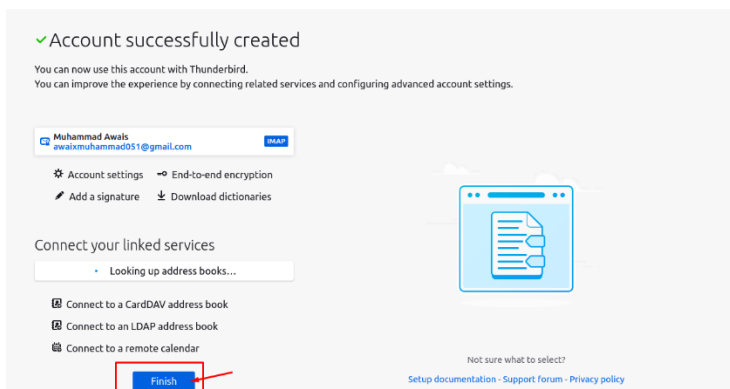 Account successfully created
You can now use this account with Thunderbird.
You can improve the experience by connecting related services and configuring advanced account settings.
Muhammad Awais
awaixmuhammad051@gmail.com
IMAP
Account settings
End-to-end encryption
Add a signature
Download dictionaries
Connect your linked services
Looking up address books...
Connect to a CardDAV address book
Connect to an LDAP address book
Connect to a remote calendar
Finish
Not sure what to select?
Setup documentation - Support forum - Privacy policy